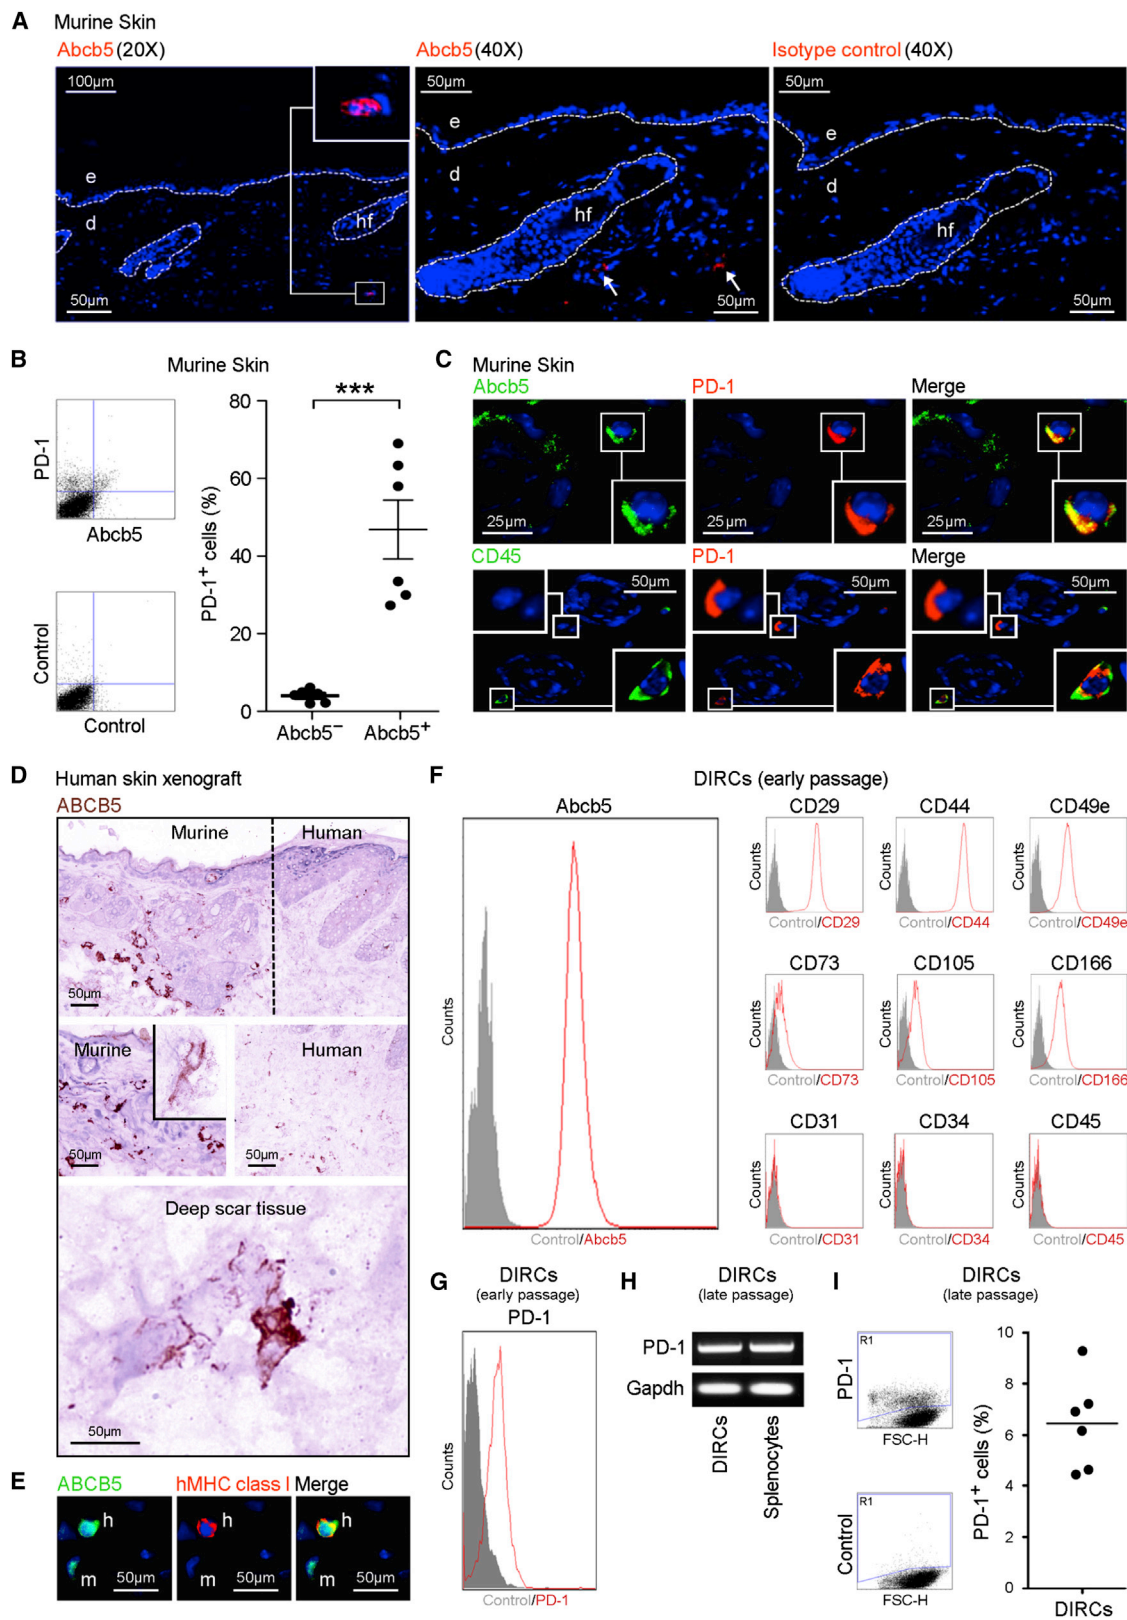 A
Murine Skin
Abcb5 (20X)
Abcb5 (40X)
Isotype control (40X)
100µm
50µm
50µm
e
e
e
d
d
d
hf
hf
hf
50µm
50µm
50µm
B
Murine Skin
PD-1
Abcb5
Control
Control
PD-1+ cells (%)
80
60
40
20
0
***
Abcb5−
Abcb5+
C
Murine Skin
Abcb5
PD-1
Merge
25µm
25µm
25µm
CD45
PD-1
Merge
50µm
50µm
50µm
D
Human skin xenograft
ABCB5
Murine
Human
50µm
Murine
Human
50µm
50µm
Deep scar tissue
50µm
E
ABCB5
hMHC class I
Merge
h
h
h
m
m
m
50µm
50µm
50µm
F
DIRCs (early passage)
Abcb5
Counts
Control/Abcb5
CD29
CD44
CD49e
Counts
Counts
Counts
Control/CD29
Control/CD44
Control/CD49e
CD73
CD105
CD166
Counts
Counts
Counts
Control/CD73
Control/CD105
Control/CD166
CD31
CD34
CD45
Counts
Counts
Counts
Control/CD31
Control/CD34
Control/CD45
G
DIRCs
(early passage)
PD-1
Counts
Control/PD-1
H
DIRCs
(late passage)
PD-1
Gapdh
DIRCs
Splenocytes
I
DIRCs
(late passage)
R1
PD-1
FSC-H
R1
Control
FSC-H
PD-1+ cells (%)
10
8
6
4
2
0
DIRCs